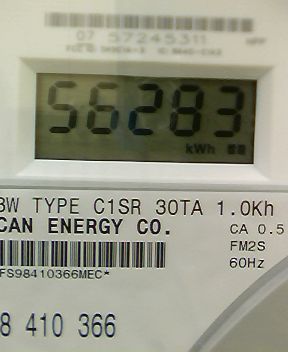 07 57245311
56283
kWh
3W TYPE C1SR 30TA 1.0Kh
CAN ENERGY CO.
CA 0.5
FM2S
FS98410366MEC*
60Hz
8 410 366